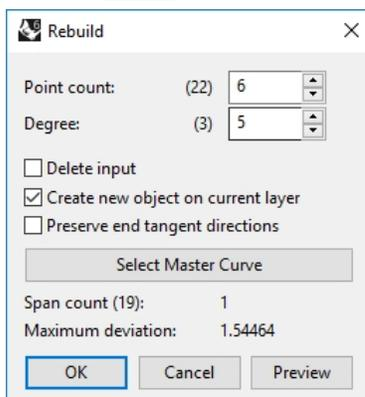 Rebuild
Point count: (22) 6
Degree: (3) 5
Delete input
Create new object on current layer
Preserve end tangent directions
Select Master Curve
Span count (19): 1
Maximum deviation: 1.54464
OK Cancel Preview